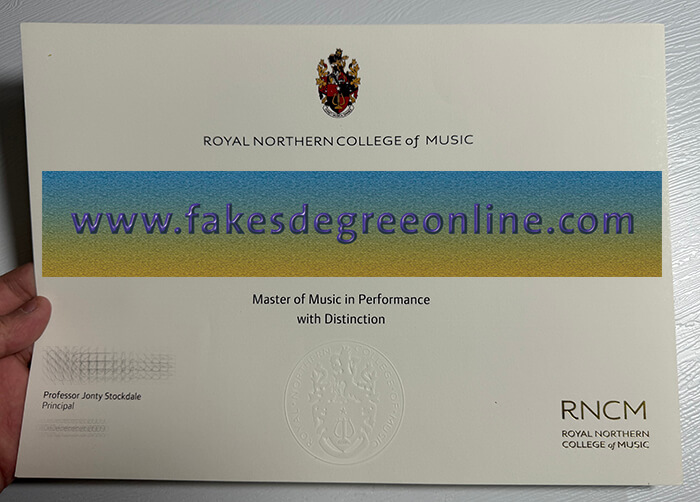 ROYAL NORTHERN COLLEGE of MUSIC
www.fakesdegreeonline.com
Master of Music in Performance
with Distinction
Professor Jonty Stockdale
Principal
RNCM
ROYAL NORTHERN
COLLEGE of MUSIC